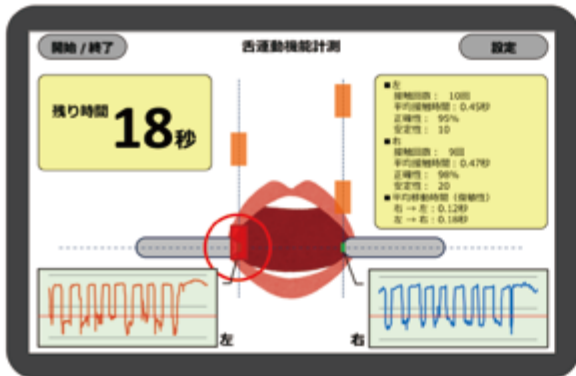 開始 / 終了
舌運動機能計測
設定
残り時間
18秒
■左
接触回数： 10回
平均接触時間：0.45秒
正確性： 95%
安定性： 10
■右
接触回数： 9回
平均接触時間：0.47秒
正確性： 98%
安定性： 20
■平均移動時間（俊敏性）
右 → 左：0.12秒
左 → 右：0.18秒
左
右